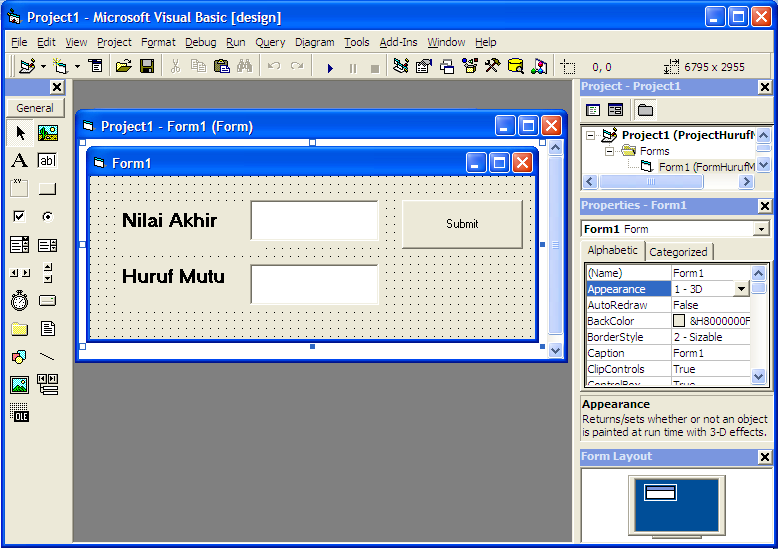 Project1 - Microsoft Visual Basic [design]
File Edit View Project Format Debug Run Query Diagram Tools Add-Ins Window Help
0, 0 6795 x 2955
General
A
ab
xy
OLE
Project1 - Form1 (Form)
Form1
Nilai Akhir
Submit
Huruf Mutu
Project - Project1
Project1 (ProjectHuruf
Forms
Form1 (FormHurufM
Properties - Form1
Form1 Form
Alphabetic Categorized
(Name) Form1
Appearance 1 - 3D
AutoRedraw False
BackColor &H8000000F
BorderStyle 2 - Sizable
Caption Form1
ClipControls True
ControlBox True
Appearance
Returns/sets whether or not an object
is painted at run time with 3-D effects.
Form Layout